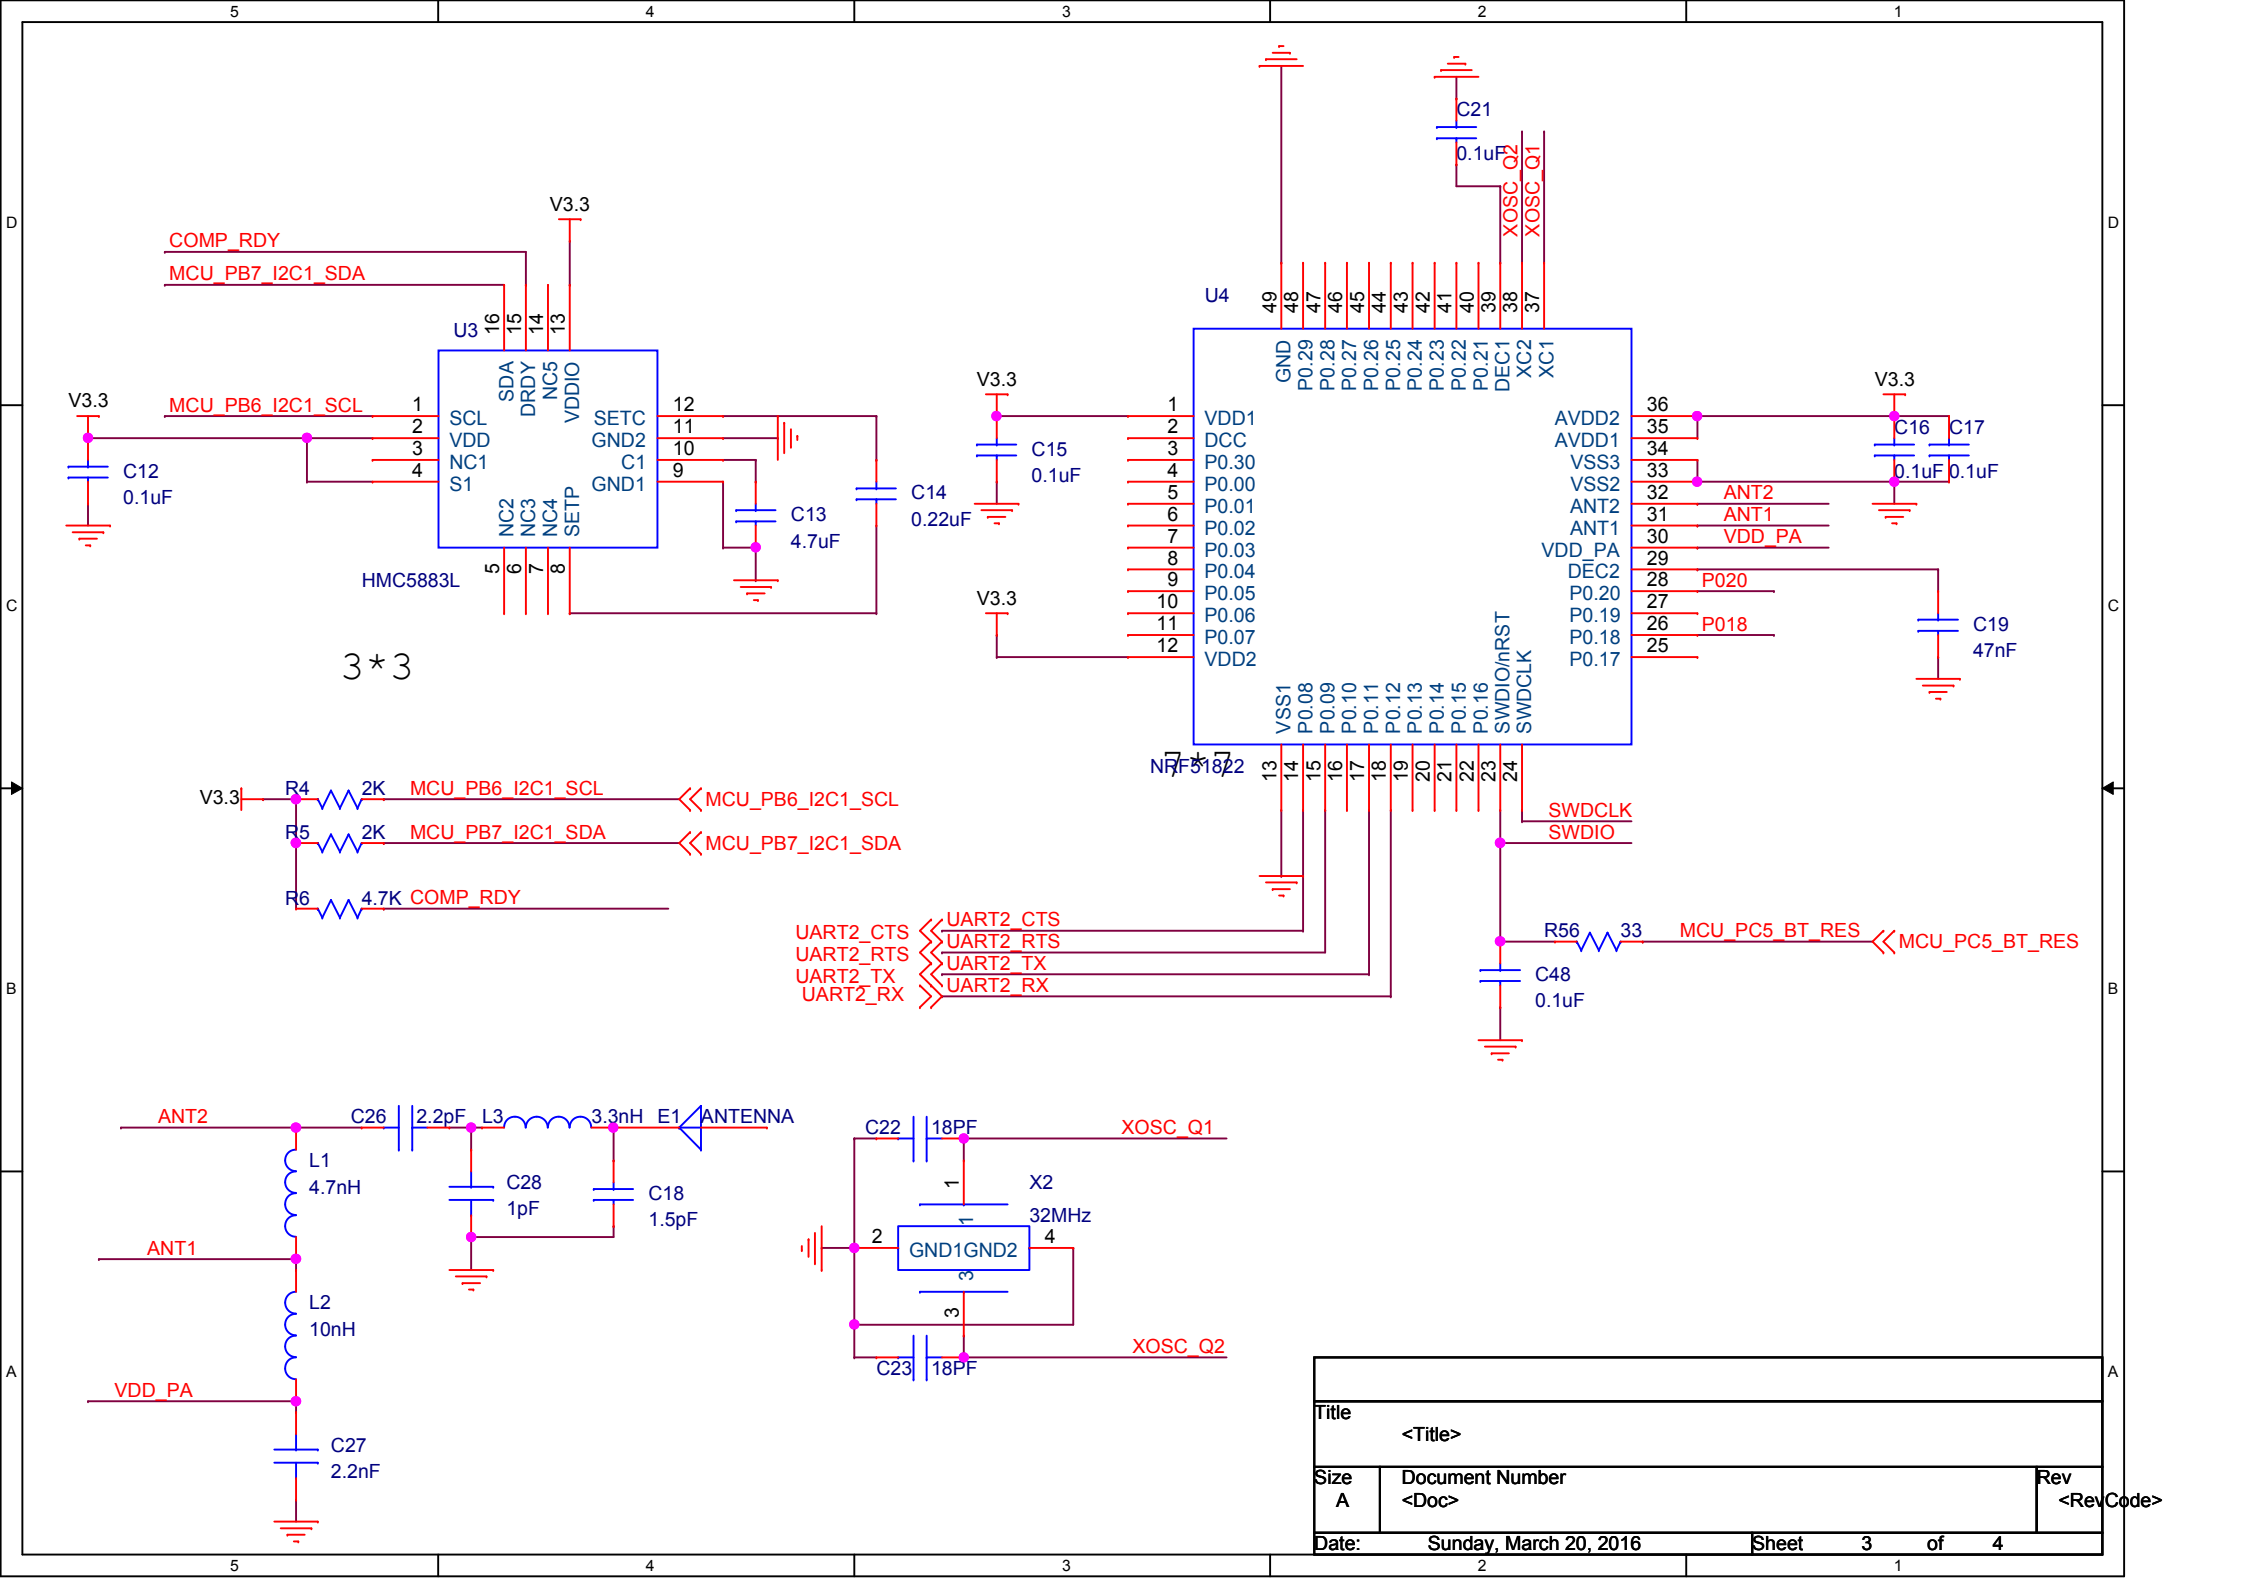 5 4 3 2 1
D
C
B
A
D
C
B
A
V3.3
COMP_RDY
MCU_PB7_I2C1_SDA
U3
16
15
14
13
SDA
DRDY
NC5
VDDIO
V3.3
MCU_PB6_I2C1_SCL
1 SCL
2 VDD
3 NC1
4 S1
SETC 12
GND2 11
C1 10
GND1 9
NC2
NC3
NC4
SETP
5
6
7
8
HMC5883L
C12
0.1uF
C13
4.7uF
C14
0.22uF
3*3
C21
0.1uF
XOSC_Q2
XOSC_Q1
U4
49
48
47
46
45
44
43
42
41
40
39
38
37
GND
P0.29
P0.28
P0.27
P0.26
P0.25
P0.24
P0.23
P0.22
P0.21
DEC1
XC2
XC1
V3.3
C15
0.1uF
V3.3
1 VDD1
2 DCC
3 P0.30
4 P0.00
5 P0.01
6 P0.02
7 P0.03
8 P0.04
9 P0.05
10 P0.06
11 P0.07
12 VDD2
AVDD2 36
AVDD1 35
VSS3 34
VSS2 33
ANT2 32 ANT2
ANT1 31 ANT1
VDD_PA 30 VDD_PA
DEC2 29
P0.20 28 P020
P0.19 27
P0.18 26 P018
P0.17 25
V3.3
C16
0.1uF
C17
0.1uF
C19
47nF
VSS1
P0.08
P0.09
P0.10
P0.11
P0.12
P0.13
P0.14
P0.15
P0.16
SWDIO/nRST
SWDCLK
13
14
15
16
17
18
19
20
21
22
23
24
7*7
NRF51822
SWDCLK
SWDIO
V3.3
R4 2K MCU_PB6_I2C1_SCL MCU_PB6_I2C1_SCL
R5 2K MCU_PB7_I2C1_SDA MCU_PB7_I2C1_SDA
R6 4.7K COMP_RDY
UART2_CTS UART2_CTS
UART2_RTS UART2_RTS
UART2_TX UART2_TX
UART2_RX UART2_RX
R56 33 MCU_PC5_BT_RES MCU_PC5_BT_RES
C48
0.1uF
ANT2
C26 2.2pF L3 3.3nH E1 ANTENNA
L1
4.7nH
C28
1pF
C18
1.5pF
ANT1
L2
10nH
VDD_PA
C27
2.2nF
C22 18PF XOSC_Q1
1
X2
32MHz
1
2 GND1GND2 4
3
3
C23 18PF XOSC_Q2
Title
<Title>
Size Document Number Rev
A <Doc> <RevCode>
Date: Sunday, March 20, 2016 Sheet 3 of 4
5 4 3 2 1